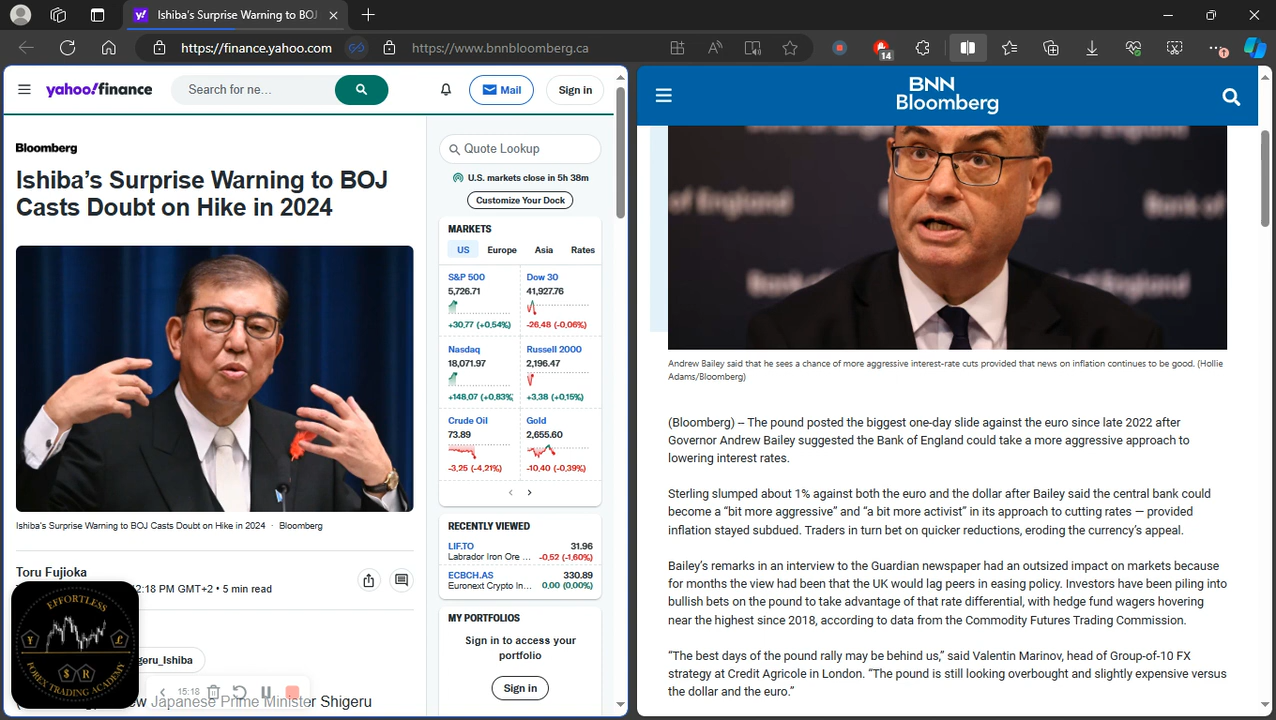 Ishiba's Surprise Warning to BOJ
https://finance.yahoo.com
https://www.bnnbloomberg.ca
14
yahoo!finance
Search for ne...
Mail
Sign in
Bloomberg
Ishiba's Surprise Warning to BOJ
Casts Doubt on Hike in 2024
Ishiba's Surprise Warning to BOJ Casts Doubt on Hike in 2024 · Bloomberg
Toru Fujioka
2:18 PM GMT+2 • 5 min read
geru_Ishiba
Japanese Prime Minister Shigeru
EFFORTLESS
FOREX TRADING ACADEMY
¥ £ $ R
15:18
Quote Lookup
U.S. markets close in 5h 38m
Customize Your Dock
MARKETS
US Europe Asia Rates
S&P 500 Dow 30
5,726.71 41,927.76
+30,77 (+0,54%) -26,48 (-0,06%)
Nasdaq Russell 2000
18,071.97 2,196.47
+148,07 (+0,83%) +3,38 (+0,15%)
Crude Oil Gold
73.89 2,655.60
-3,25 (-4,21%) -10,40 (-0,39%)
RECENTLY VIEWED
LIF.TO 31.96
Labrador Iron Ore ... -0,52 (-1,60%)
ECBCH.AS 330.89
Euronext Crypto In... 0,00 (0,00%)
MY PORTFOLIOS
Sign in to access your
portfolio
Sign in
BNN
Bloomberg
of England
Bank of
Andrew Bailey said that he sees a chance of more aggressive interest-rate cuts provided that news on inflation continues to be good. (Hollie
Adams/Bloomberg)
(Bloomberg) -- The pound posted the biggest one-day slide against the euro since late 2022 after
Governor Andrew Bailey suggested the Bank of England could take a more aggressive approach to
lowering interest rates.
Sterling slumped about 1% against both the euro and the dollar after Bailey said the central bank could
become a “bit more aggressive” and “a bit more activist” in its approach to cutting rates — provided
inflation stayed subdued. Traders in turn bet on quicker reductions, eroding the currency's appeal.
Bailey's remarks in an interview to the Guardian newspaper had an outsized impact on markets because
for months the view had been that the UK would lag peers in easing policy. Investors have been piling into
bullish bets on the pound to take advantage of that rate differential, with hedge fund wagers hovering
near the highest since 2018, according to data from the Commodity Futures Trading Commission.
“The best days of the pound rally may be behind us,” said Valentin Marinov, head of Group-of-10 FX
strategy at Credit Agricole in London. “The pound is still looking overbought and slightly expensive versus
the dollar and the euro.”